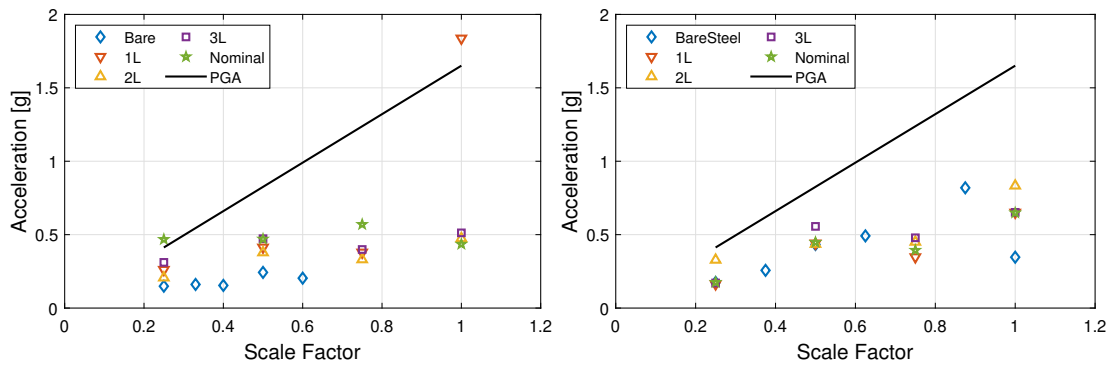 2
1.5
1
0.5
0
0 0.2 0.4 0.6 0.8 1 1.2
Acceleration [g]
Scale Factor
Bare 3L
1L Nominal
2L PGA
2
1.5
1
0.5
0
0 0.2 0.4 0.6 0.8 1 1.2
Acceleration [g]
Scale Factor
BareSteel 3L
1L Nominal
2L PGA